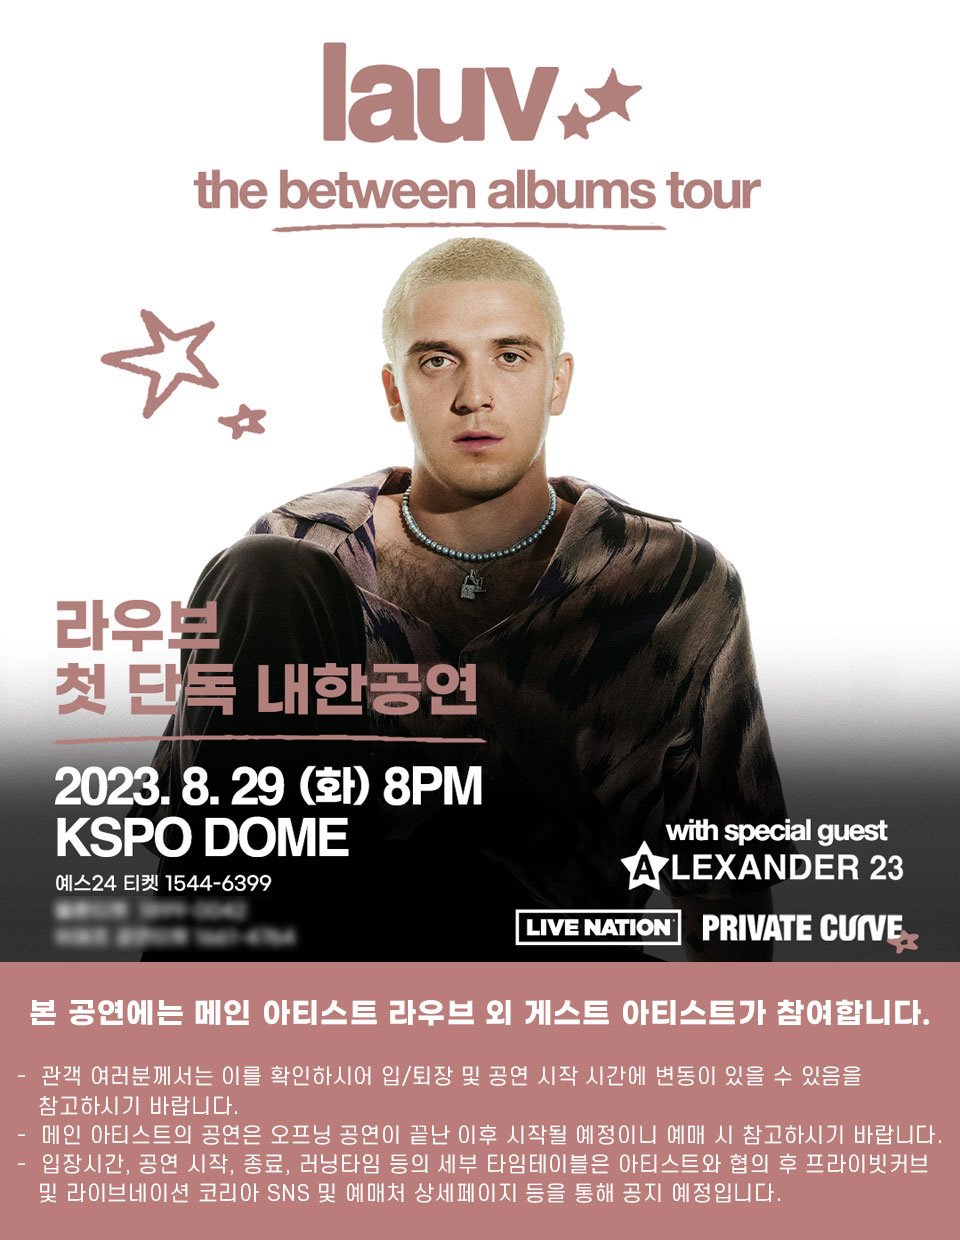 lauv
the between albums tour
라우브
첫 단독 내한공연
2023. 8. 29 (화) 8PM
KSPO DOME
예스24 티켓 1544-6399
with special guest
ALEXANDER 23
LIVE NATION
PRIVATE CURVE
본 공연에는 메인 아티스트 라우브 외 게스트 아티스트가 참여합니다.
- 관객 여러분께서는 이를 확인하시어 입/퇴장 및 공연 시작 시간에 변동이 있을 수 있음을
참고하시기 바랍니다.
- 메인 아티스트의 공연은 오프닝 공연이 끝난 이후 시작될 예정이니 예매 시 참고하시기 바랍니다.
- 입장시간, 공연 시작, 종료, 러닝타임 등의 세부 타임테이블은 아티스트와 협의 후 프라이빗커브
및 라이브네이션 코리아 SNS 및 예매처 상세페이지 등을 통해 공지 예정입니다.